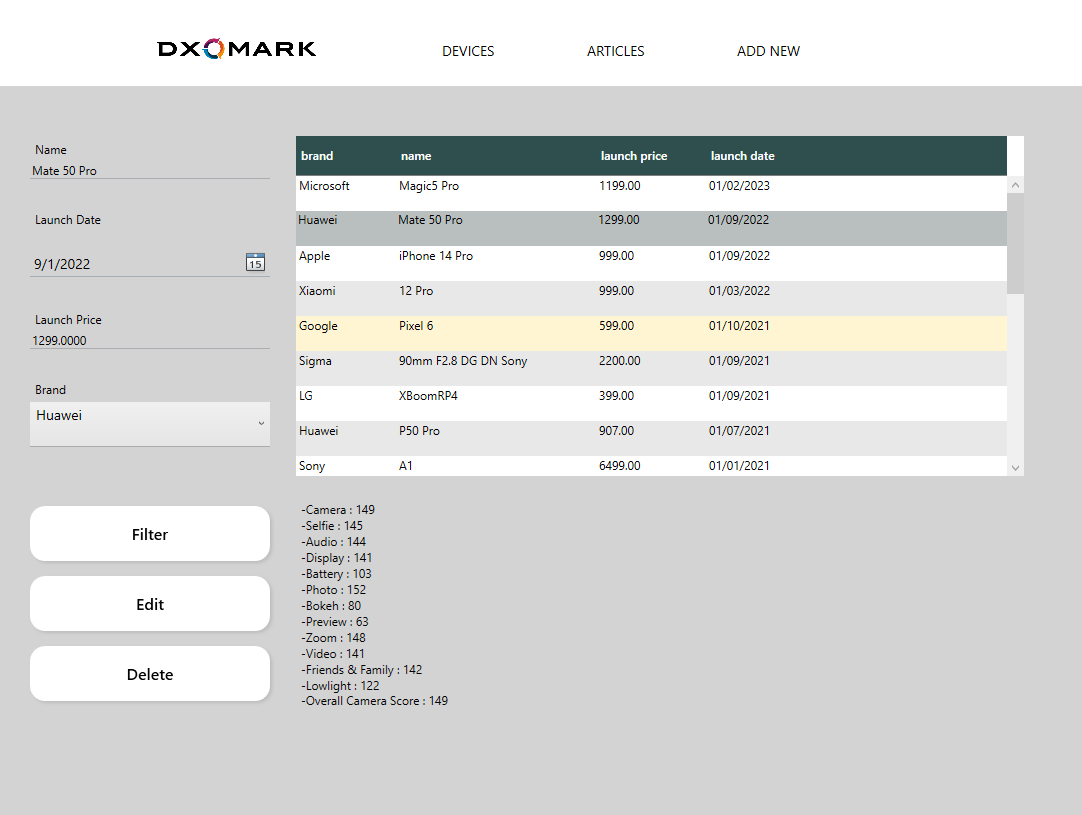 DXOMARK DEVICES ARTICLES ADD NEW
Name
Mate 50 Pro
Launch Date
9/1/2022 15
Launch Price
1299.0000
Brand
Huawei
Filter
Edit
Delete
brand name launch price launch date
Microsoft Magic5 Pro 1199.00 01/02/2023
Huawei Mate 50 Pro 1299.00 01/09/2022
Apple iPhone 14 Pro 999.00 01/09/2022
Xiaomi 12 Pro 999.00 01/03/2022
Google Pixel 6 599.00 01/10/2021
Sigma 90mm F2.8 DG DN Sony 2200.00 01/09/2021
LG XBoomRP4 399.00 01/09/2021
Huawei P50 Pro 907.00 01/07/2021
Sony A1 6499.00 01/01/2021
-Camera : 149
-Selfie : 145
-Audio : 144
-Display : 141
-Battery : 103
-Photo : 152
-Bokeh : 80
-Preview : 63
-Zoom : 148
-Video : 141
-Friends & Family : 142
-Lowlight : 122
-Overall Camera Score : 149